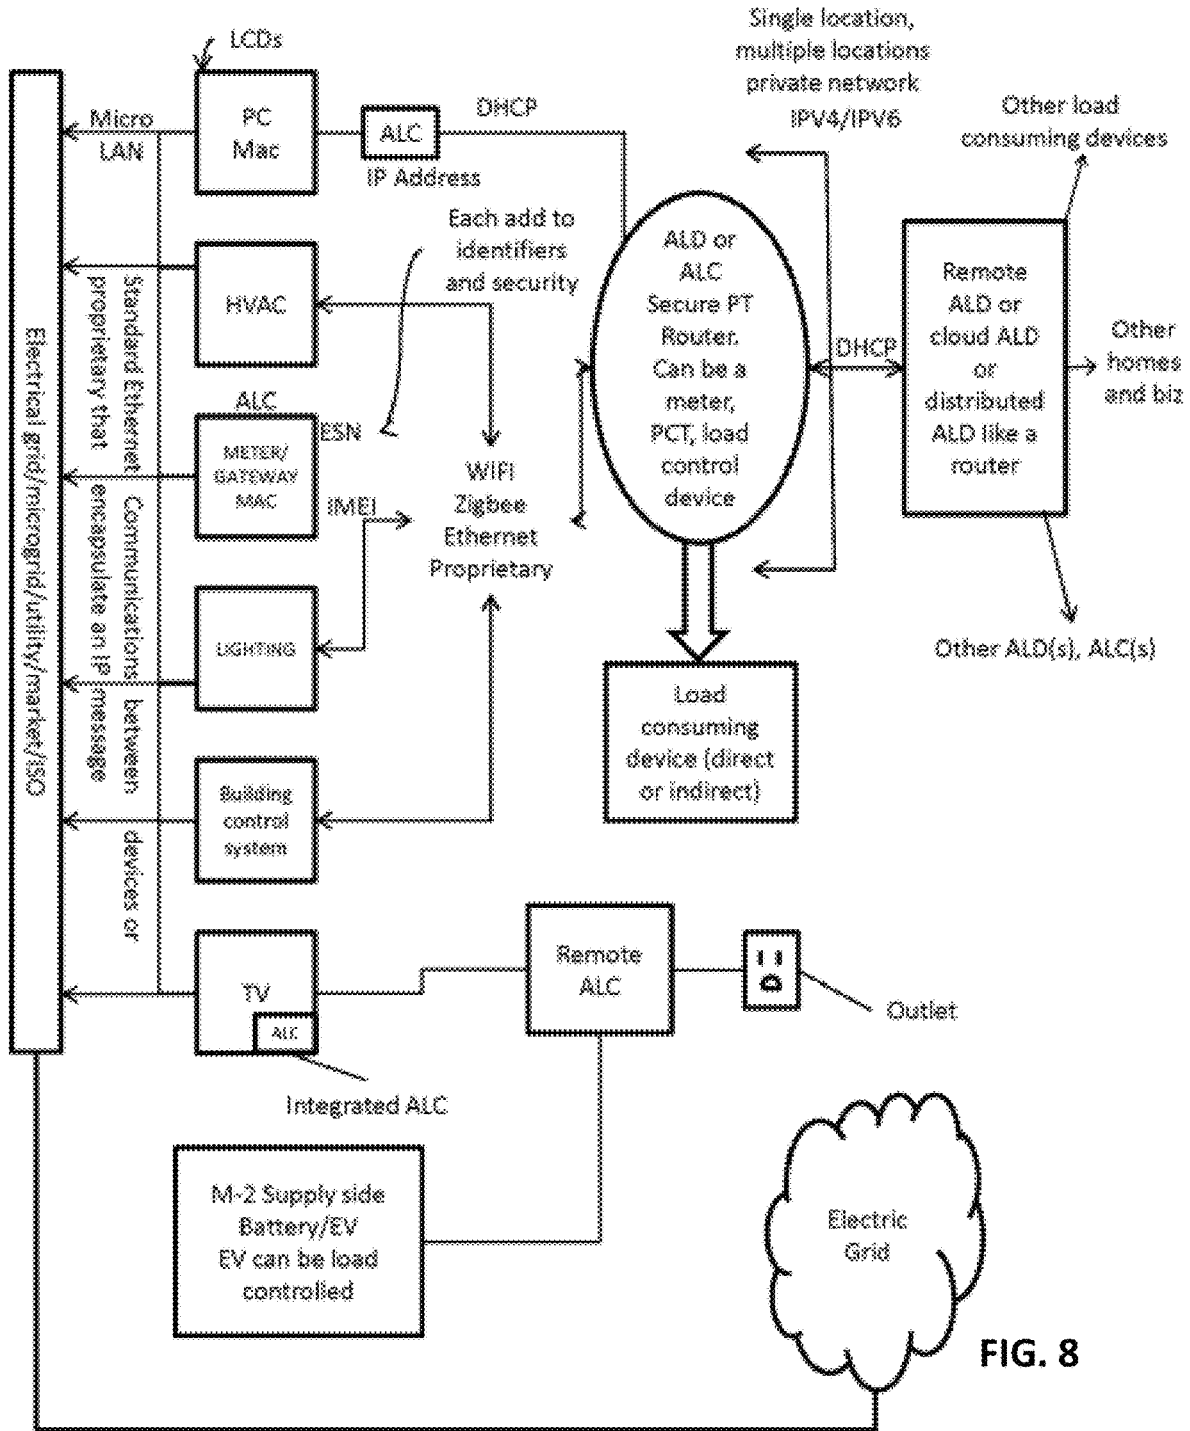 Single location,
multiple locations
private network
IPV4/IPV6
LCDs
PC
Mac
Micro
LAN
ALC
IP Address
DHCP
Other load
consuming devices
Each add to
identifiers
and security
HVAC
ALD or
ALC
Secure PT
Router.
Can be a
meter,
PCT, load
control
device
DHCP
Remote
ALD or
cloud ALD
or
distributed
ALD like a
router
Other
homes
and biz
Other ALD(s), ALC(s)
Electrical grid/microgrid/utility/market/ISO
Standard Ethernet Communications between devices or
proprietary that encapsulate an IP message
ALC
METER/
GATEWAY
MAC
ESN
IMEI
WIFI
Zigbee
Ethernet
Proprietary
LIGHTING
Load
consuming
device (direct
or indirect)
Building
control
system
TV
ALC
Integrated ALC
Remote
ALC
Outlet
M-2 Supply side
Battery/EV
EV can be load
controlled
Electric
Grid
FIG. 8